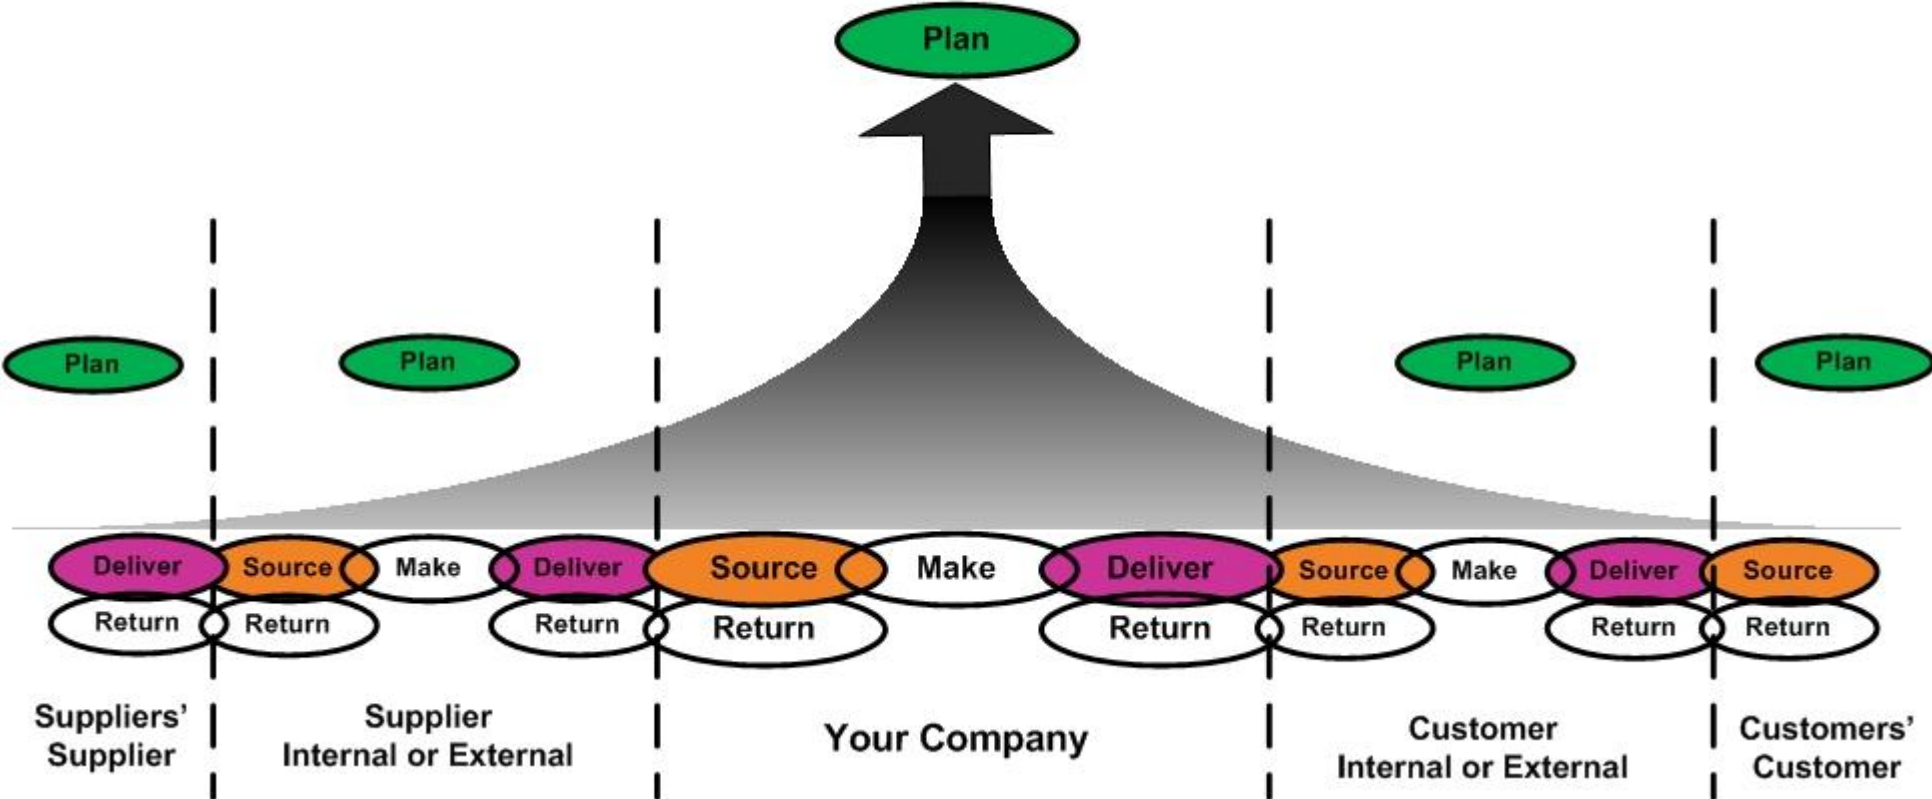 Plan
Plan
Plan
Plan
Plan
Deliver
Source
Make
Deliver
Source
Make
Deliver
Source
Make
Deliver
Source
Return
Return
Return
Return
Return
Return
Return
Return
Suppliers’
Supplier
Supplier
Internal or External
Your Company
Customer
Internal or External
Customers’
Customer